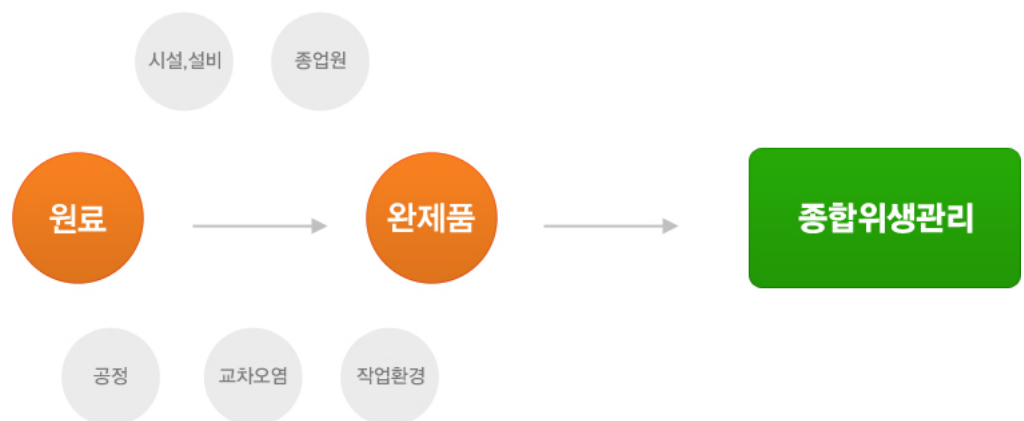 시설,설비
종업원
원료
완제품
종합위생관리
공정
교차오염
작업환경